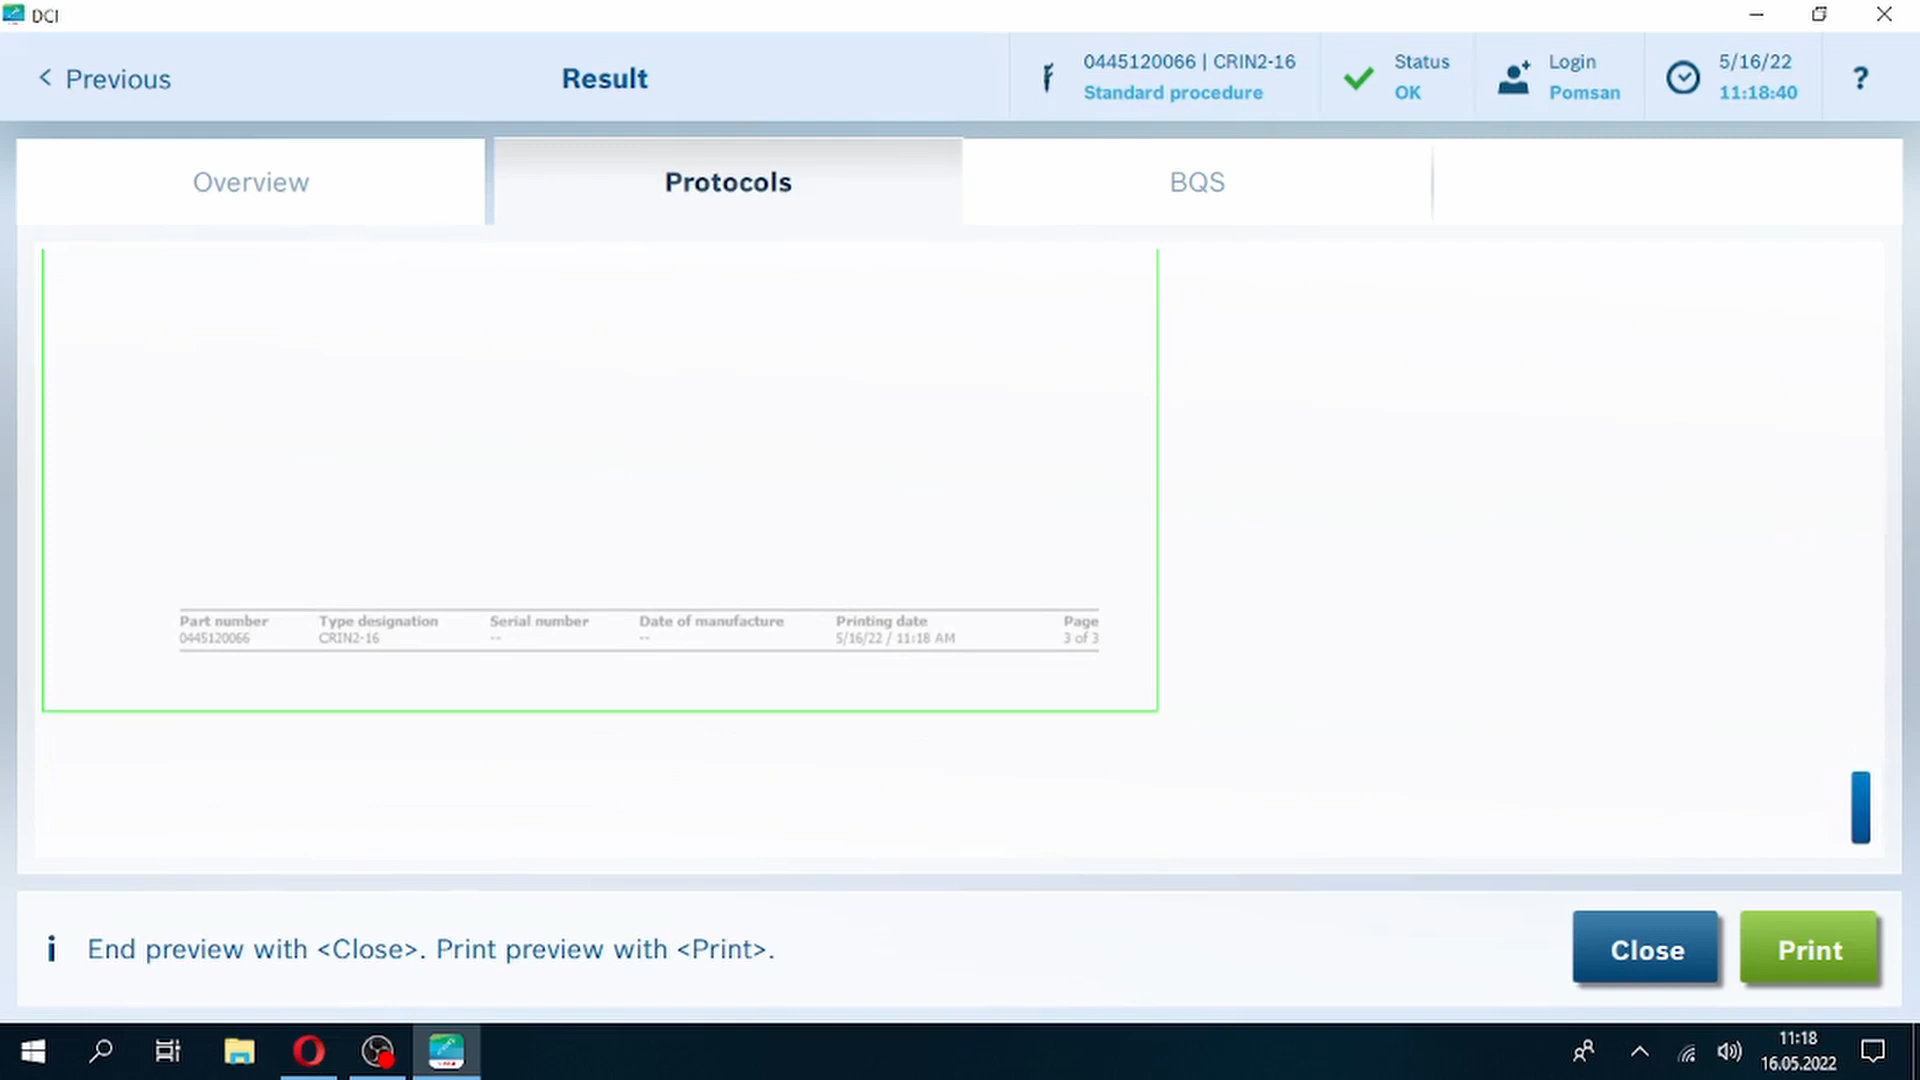 DCI
< Previous
Result
0445120066 | CRIN2-16
Standard procedure
Status
OK
Login
Pomsan
5/16/22
11:18:40
?
Overview
Protocols
BQS
Part number Type designation Serial number Date of manufacture Printing date Page
0445120066 CRIN2-16 -- -- 5/16/22 / 11:18 AM 3 of 3
i End preview with <Close>. Print preview with <Print>.
Close
Print
11:18
16.05.2022